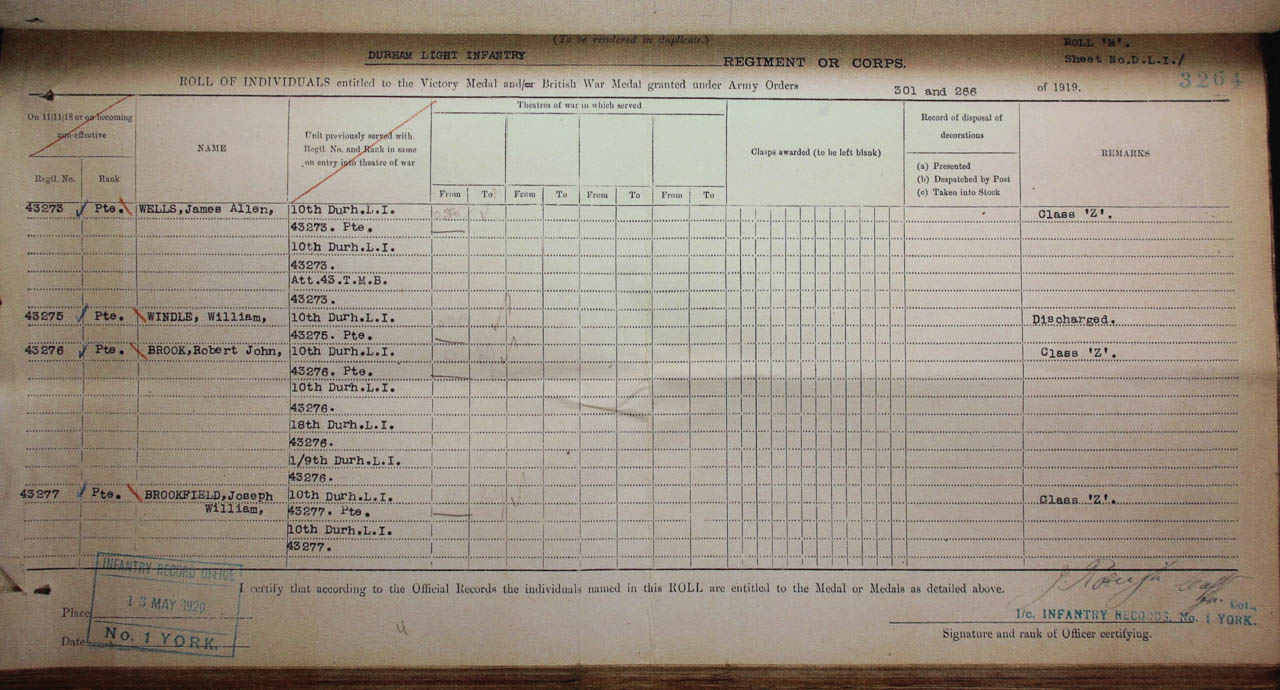 (To be rendered in duplicate.)
ROLL 'B'.
DURHAM LIGHT INFANTRY REGIMENT OR CORPS.
Sheet No.D.L.I./ 3264
ROLL OF INDIVIDUALS entitled to the Victory Medal and/or British War Medal granted under Army Orders 301 and 266 of 1919.
On 11/11/18 or on becoming
non-effective
Regtl. No. Rank
NAME
Unit previously served with.
Regtl. No. and Rank in same
on entry into theatre of war
Theatres of war in which served
From To From To From To From To
Clasps awarded (to be left blank)
Record of disposal of
decorations
(a) Presented
(b) Despatched by Post
(c) Taken into Stock
REMARKS
43273 Pte. WELLS,James Allen, 10th Durh.L.I. Class 'Z'.
43273. Pte.
10th Durh.L.I.
43273.
Att.43.T.M.B.
43273.
43275 Pte. WINDLE, William, 10th Durh.L.I. Discharged.
43275. Pte.
43276 Pte. BROOK,Robert John, 10th Durh.L.I. Class 'Z'.
43276. Pte.
10th Durh.L.I.
43276.
18th Durh.L.I.
43276.
1/9th Durh.L.I.
43276.
43277 Pte. BROOKFIELD,Joseph 10th Durh.L.I. Class 'Z'.
William, 43277. Pte.
10th Durh.L.I.
43277.
INFANTRY RECORD OFFICE
13 MAY 1920
No. 1 YORK.
I certify that according to the Official Records the individuals named in this ROLL are entitled to the Medal or Medals as detailed above.
Place
Date
Col.,
I/c. INFANTRY RECORDS, No. 1 YORK.
Signature and rank of Officer certifying.